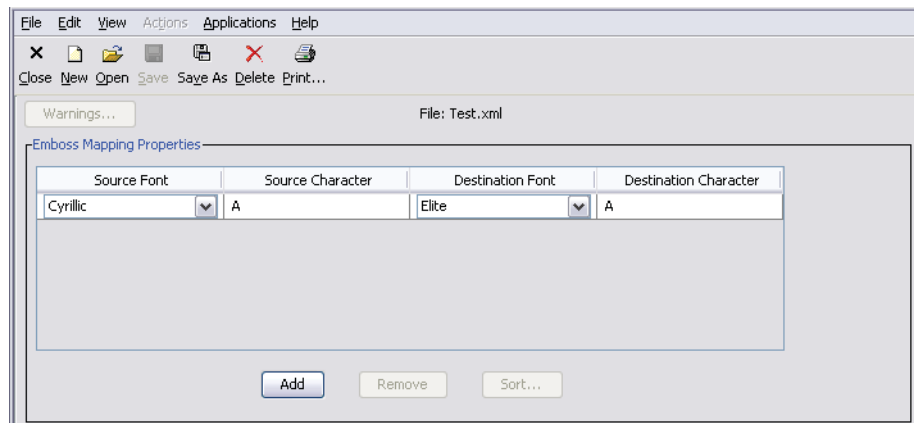 File Edit View Actions Applications Help
Close New Open Save Save As Delete Print...
Warnings... File: Test.xml
Emboss Mapping Properties
Source Font Source Character Destination Font Destination Character
Cyrillic A Elite A
Add Remove Sort...